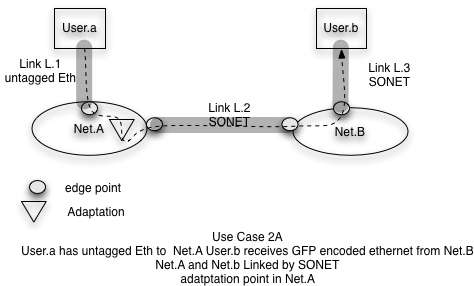 User.a
User.b
Link L.1
untagged Eth
Link L.3
SONET
Link L.2
SONET
Net.A
Net.B
edge point
Adaptation
Use Case 2A
User.a has untagged Eth to Net.A User.b receives GFP encoded ethernet from Net.B
Net.A and Net.b Linked by SONET
adatptation point in Net.A